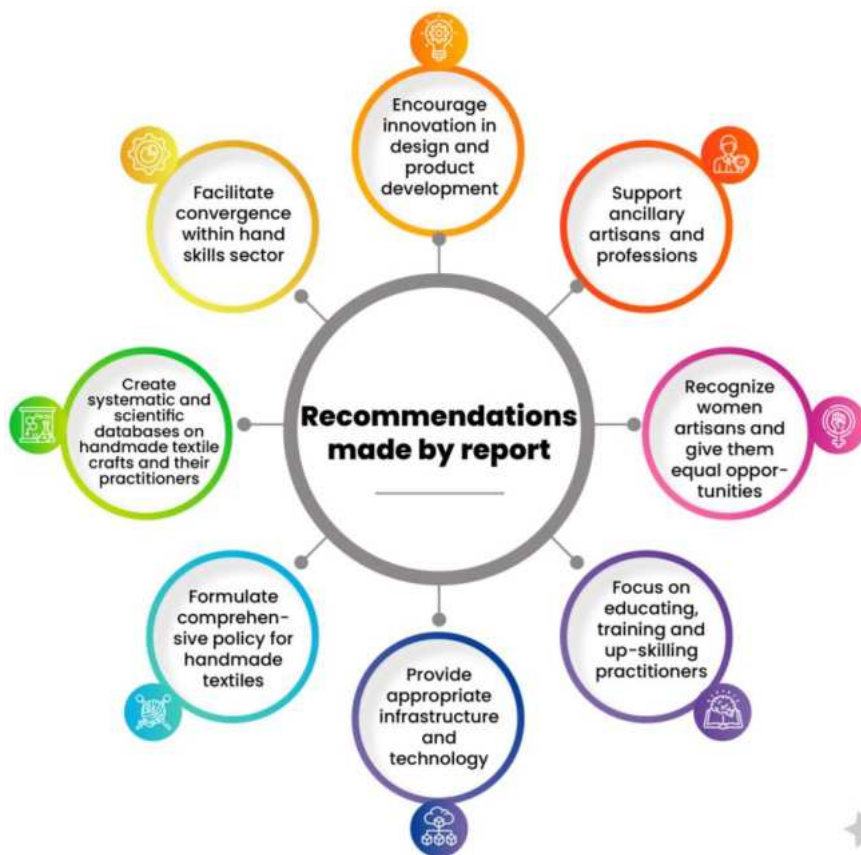 Recommendations
made by report
Encourage
innovation in
design and
product
development
Support
ancillary
artisans and
professions
Recognize
women
artisans and
give them
equal oppor-
tunities
Focus on
educating,
training and
up-skilling
practitioners
Provide
appropriate
infrastructure
and
technology
Formulate
comprehen-
sive policy for
handmade
textiles
Create
systematic and
scientific
databases on
handmade textile
crafts and their
practitioners
Facilitate
convergence
within hand
skills sector